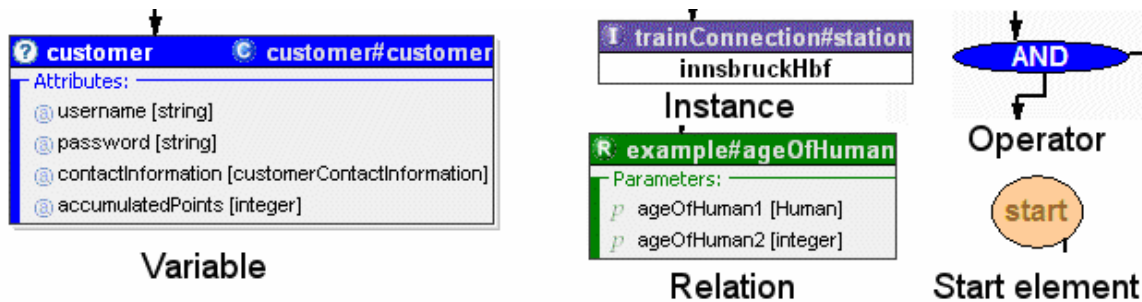 ? customer C customer#customer
Attributes:
@ username [string]
@ password [string]
@ contactInformation [customerContactInformation]
@ accumulatedPoints [integer]
Variable
I trainConnection#station
innsbruckHbf
Instance
R example#ageOfHuman
Parameters:
p ageOfHuman1 [Human]
p ageOfHuman2 [integer]
Relation
AND
Operator
start
Start element